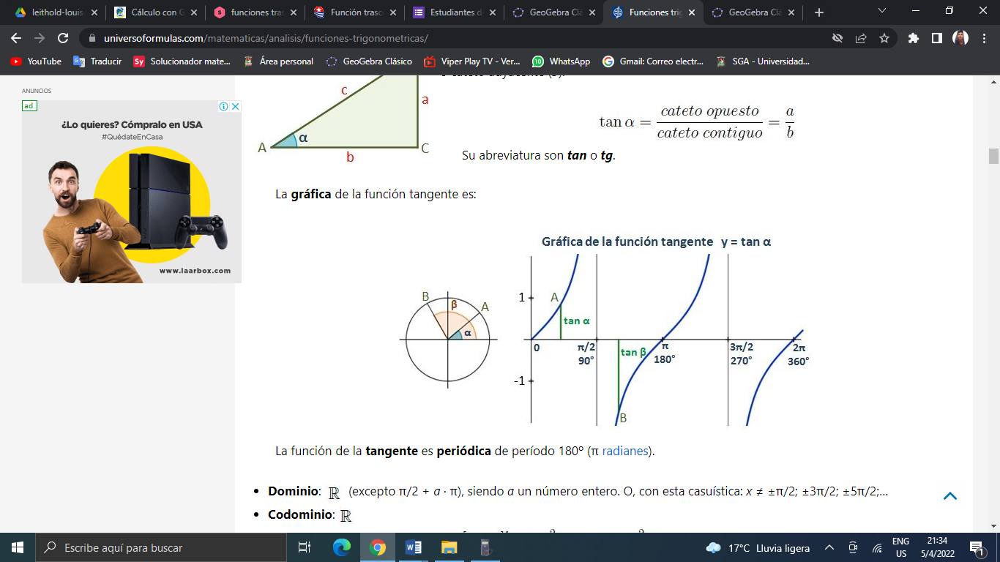 leithold-louis
Cálculo con G
funciones tras
Función trasc
Estudiantes d
GeoGebra Clá
Funciones trig
GeoGebra Clá
universoformulas.com/matematicas/analisis/funciones-trigonometricas/
YouTube
Traducir
Sy Solucionador mate...
Área personal
GeoGebra Clásico
Viper Play TV - Ver...
10 WhatsApp
Gmail: Correo electr...
SGA - Universidad...
ANUNCIOS
ad
¿Lo quieres? Cómpralo en USA
#QuédateEnCasa
www.laarbox.com
c
a
A α
b
C
tan α = cateto opuesto / cateto contiguo = a / b
Su abreviatura son tan o tg.
La gráfica de la función tangente es:
Gráfica de la función tangente y = tan α
B β A
α
1 A
tan α
0 π/2 tan β π 3π/2 2π
90° 180° 270° 360°
-1
B
La función de la tangente es periódica de período 180º (π radianes).
• Dominio: ℝ (excepto π/2 + a · π), siendo a un número entero. O, con esta casuística: x ≠ ±π/2; ±3π/2; ±5π/2;...
• Codominio: ℝ
Escribe aquí para buscar
17°C Lluvia ligera
ENG
US
21:34
5/4/2022
1